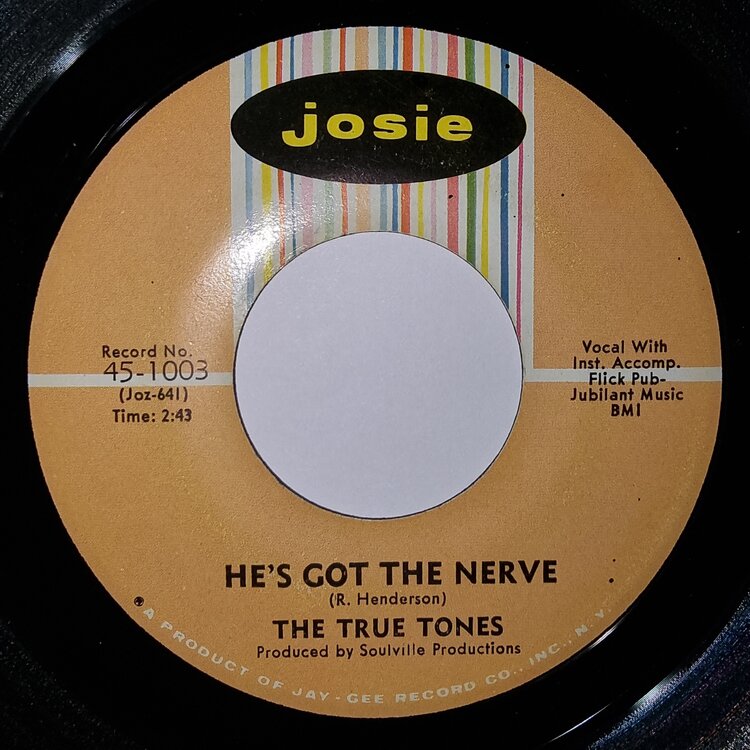 josie
Record No.
45-1003
(Joz-641)
Time: 2:43
Vocal With
Inst. Accomp.
Flick Pub-
Jubilant Music
BMI
HE'S GOT THE NERVE
(R. Henderson)
THE TRUE TONES
Produced by Soulville Productions
A PRODUCT OF JAY-GEE RECORD CO., INC., N.Y.